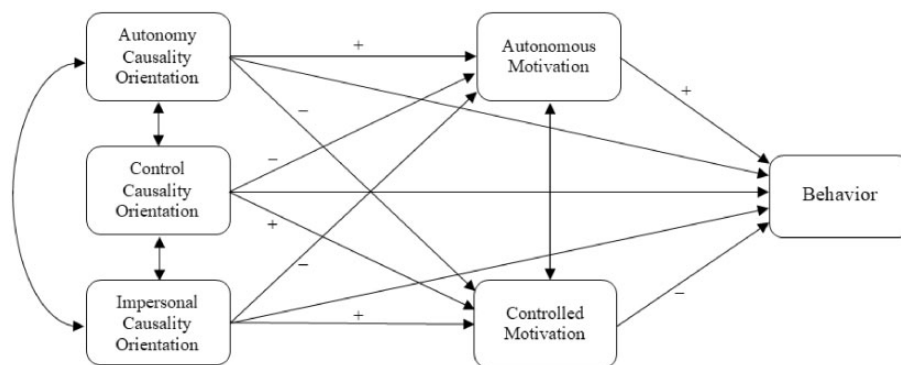 Autonomy
Causality
Orientation
Control
Causality
Orientation
Impersonal
Causality
Orientation
+
−
−
+
−
+
Autonomous
Motivation
Controlled
Motivation
+
−
Behavior